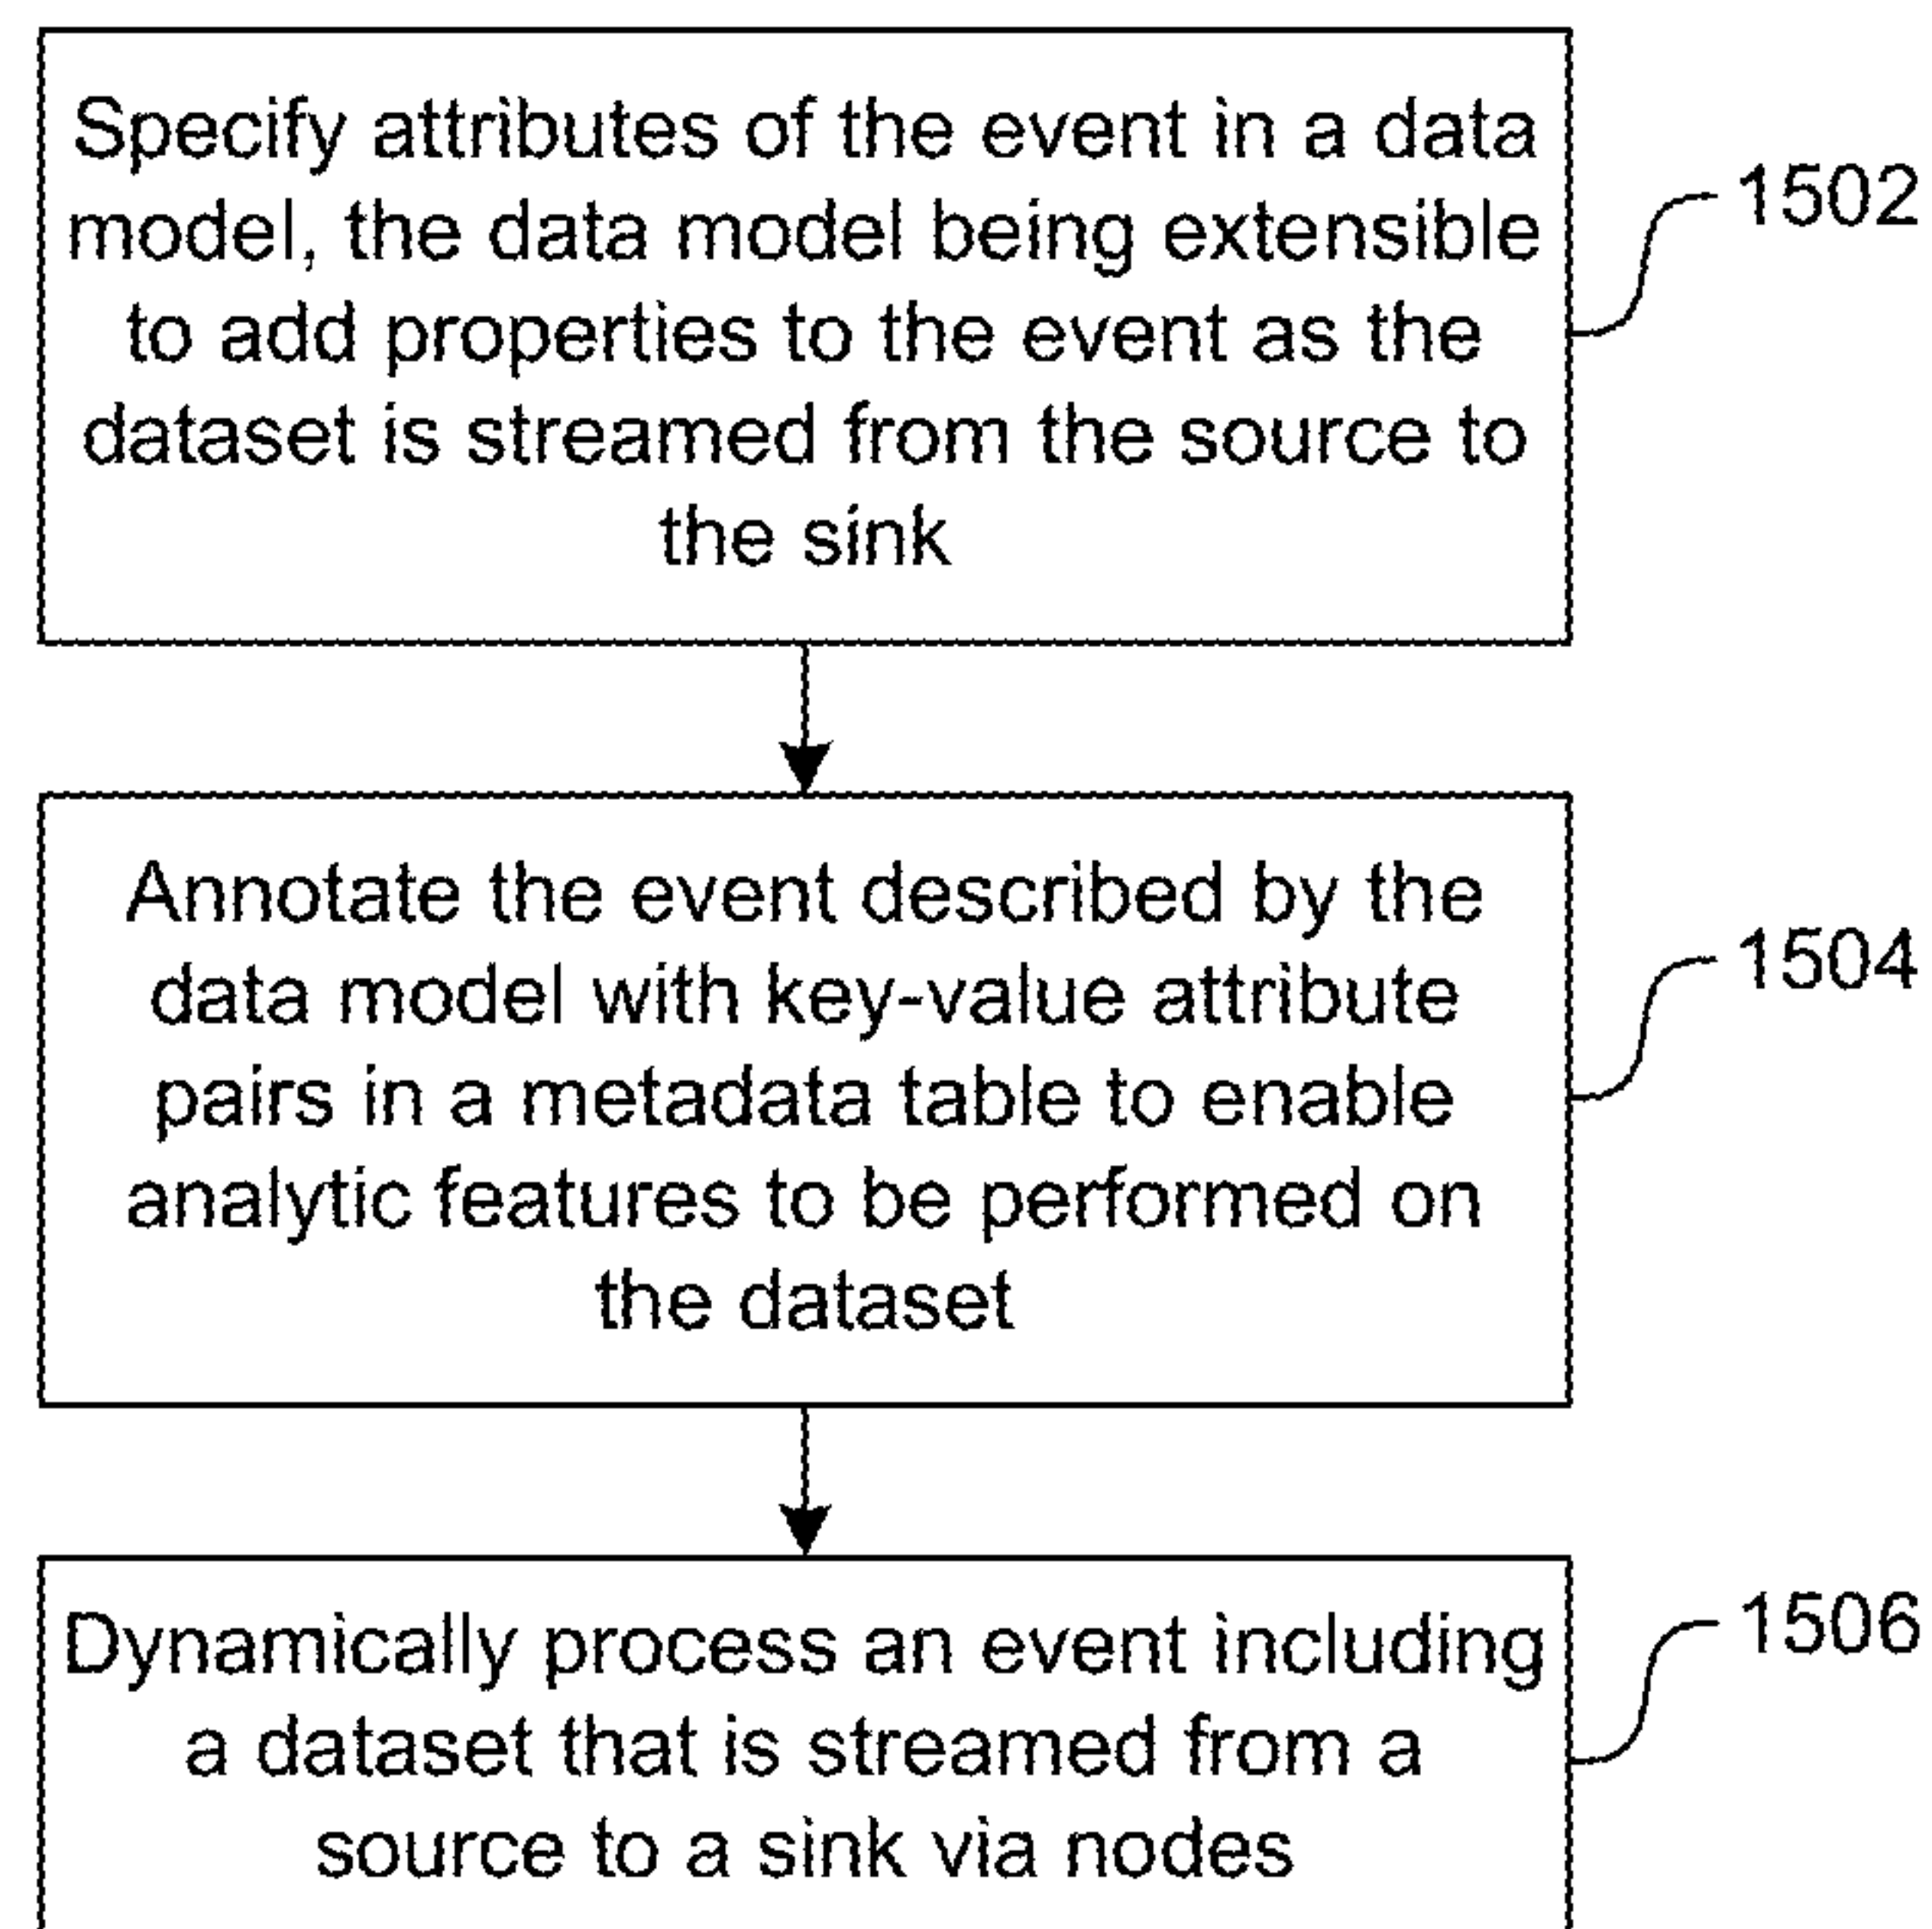 Specify attributes of the event in a data
model, the data model being extensible
to add properties to the event as the
dataset is streamed from the source to
the sink
1502
Annotate the event described by the
data model with key-value attribute
pairs in a metadata table to enable
analytic features to be performed on
the dataset
1504
Dynamically process an event including
a dataset that is streamed from a
source to a sink via nodes
1506